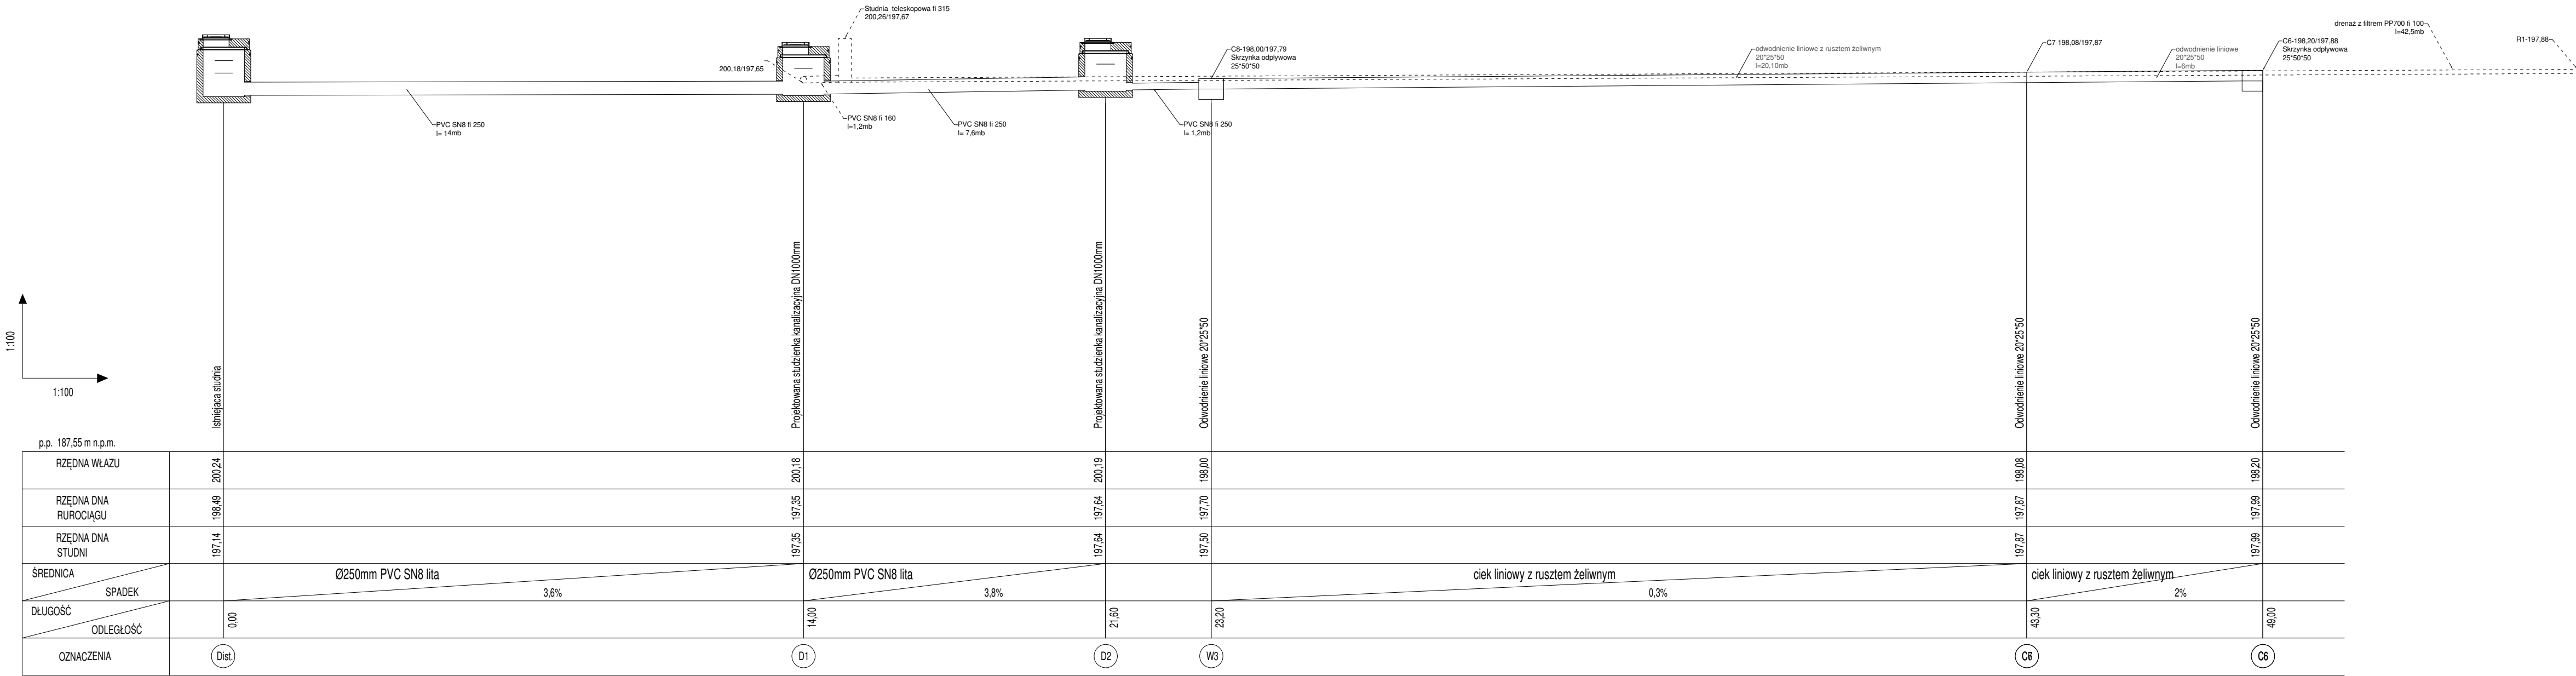 Studnia teleskopowa fi 315
200,26/197,67
200,18/197,65
PVC SN8 fi 250
l= 14mb
PVC SN8 fi 160
l=1,2mb
PVC SN8 fi 250
l= 7,6mb
PVC SN8 fi 250
l= 1,2mb
C8-198,00/197,79
Skrzynka odpływowa
25*50*50
odwodnienie liniowe z rusztem żeliwnym
20*25*50
l=20,10mb
C7-198,08/197,87
odwodnienie liniowe
20*25*50
l=6mb
C6-198,20/197,88
Skrzynka odpływowa
25*50*50
drenaż z filtrem PP700 fi 100
l=42,5mb
R1-197,88
1:100
1:100
Istniejaca studnia
Projektowana studzienka kanalizacyjna DN1000mm
Projektowana studzienka kanalizacyjna DN1000mm
Odwodnienie liniowe 20*25*50
Odwodnienie liniowe 20*25*50
Odwodnienie liniowe 20*25*50
p.p. 187,55 m n.p.m.
RZĘDNA WŁAZU
200,24
200,18
200,19
198,00
198,08
198,20
RZĘDNA DNA
RUROCIĄGU
198,49
197,35
197,64
197,70
197,87
197,99
RZĘDNA DNA
STUDNI
197,14
197,35
197,64
197,50
197,87
197,99
ŚREDNICA
SPADEK
Ø250mm PVC SN8 lita
3,6%
Ø250mm PVC SN8 lita
3,8%
ciek liniowy z rusztem żeliwnym
0,3%
ciek liniowy z rusztem żeliwnym
2%
DŁUGOŚĆ
ODLEGŁOŚĆ
0,00
14,00
21,60
23,20
43,30
49,00
OZNACZENIA
Dist.
D1
D2
W3
C6